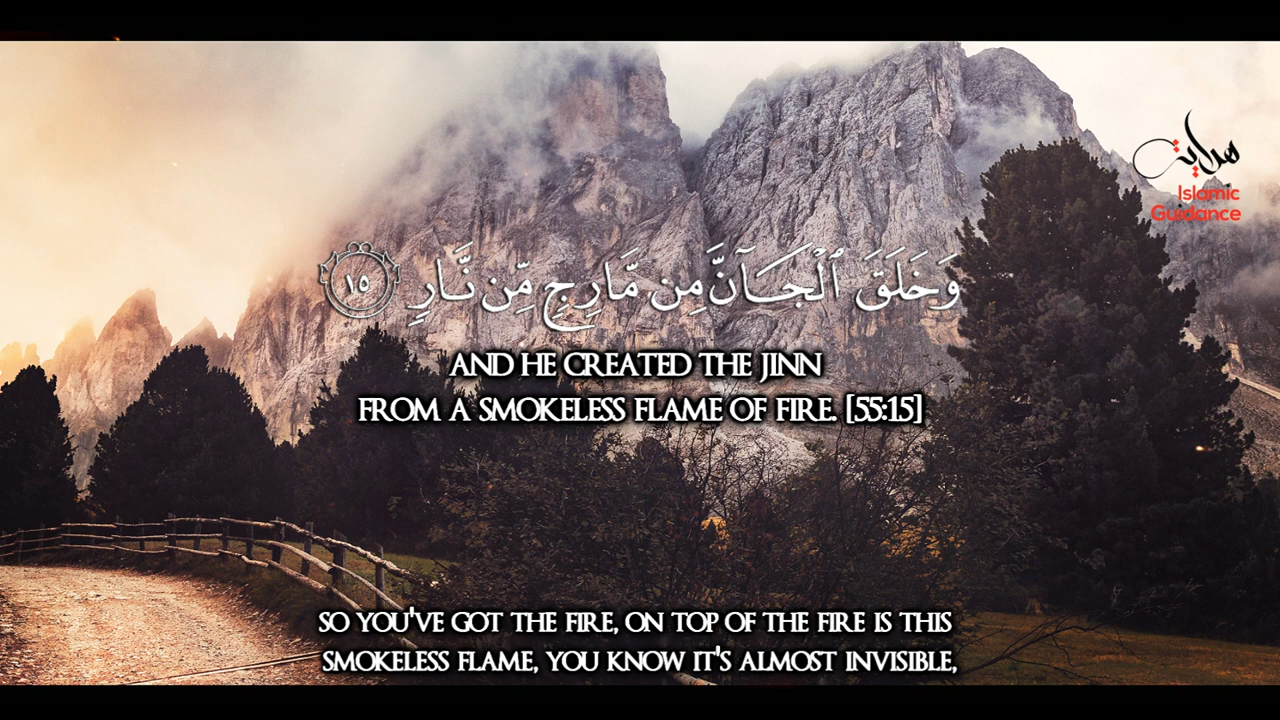 هداية
Islamic
Guidance
وَخَلَقَ ٱلْجَآنَّ مِن مَّارِجٍ مِّن نَّارٍ ١٥
AND HE CREATED THE JINN
FROM A SMOKELESS FLAME OF FIRE. [55:15]
SO YOU'VE GOT THE FIRE, ON TOP OF THE FIRE IS THIS
SMOKELESS FLAME, YOU KNOW IT'S ALMOST INVISIBLE,